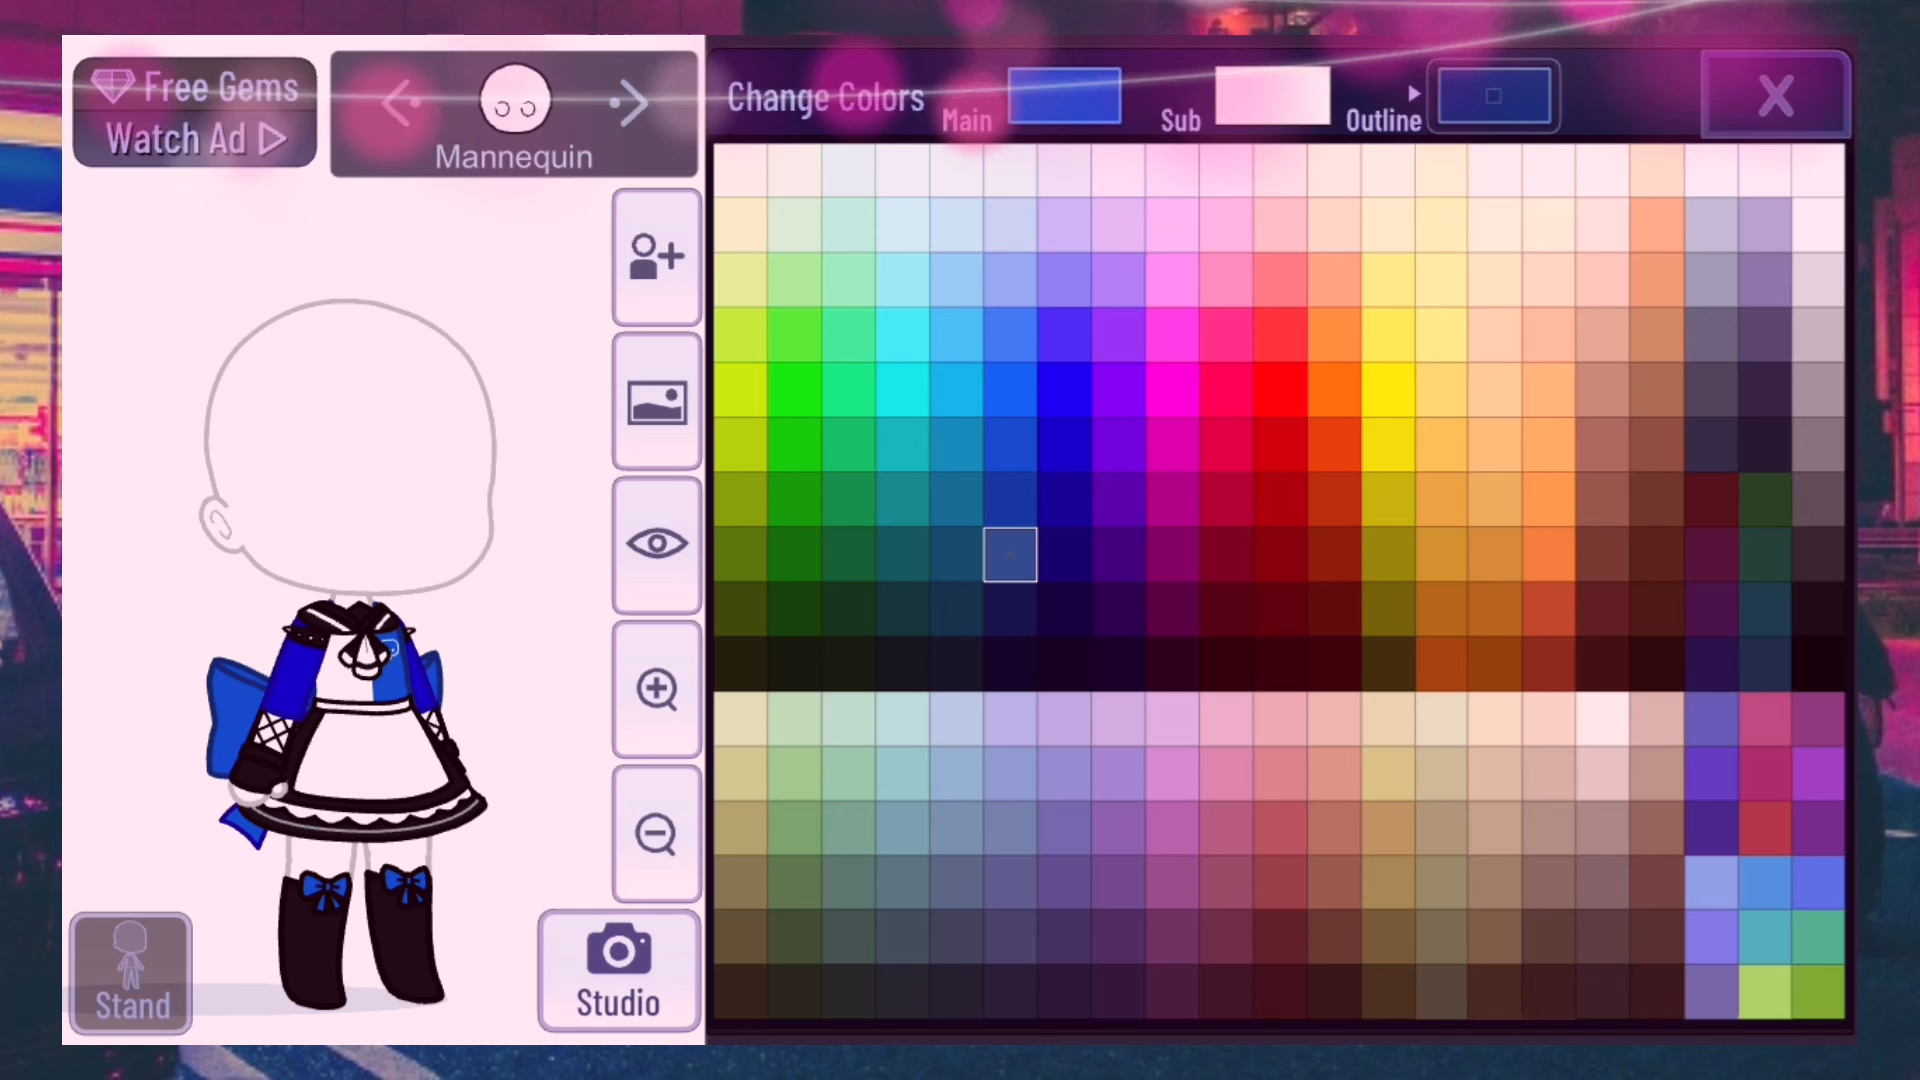 Free Gems
Watch Ad
Mannequin
Change Colors
Main
Sub
Outline
X
Stand
Studio